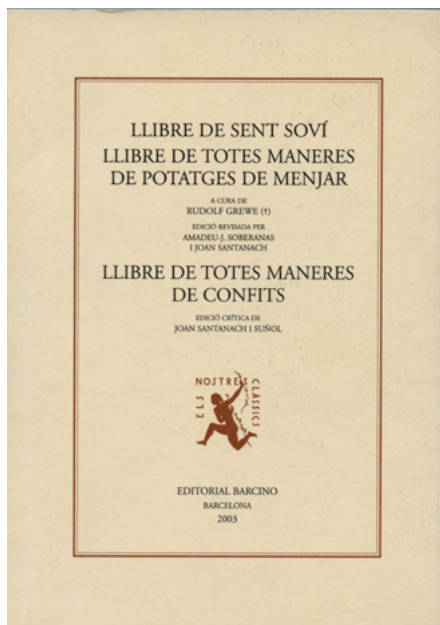 LLIBRE DE SENT SOVÍ
LLIBRE DE TOTES MANERES
DE POTATGES DE MENJAR
A CURA DE
RUDOLF GREWE (†)
EDICIÓ REVISADA PER
AMADEU-J. SOBERANAS
I JOAN SANTANACH
LLIBRE DE TOTES MANERES
DE CONFITS
EDICIÓ CRÍTICA DE
JOAN SANTANACH I SUÑOL
ELS NOSTRES CLÀSSICS
EDITORIAL BARCINO
BARCELONA
2003